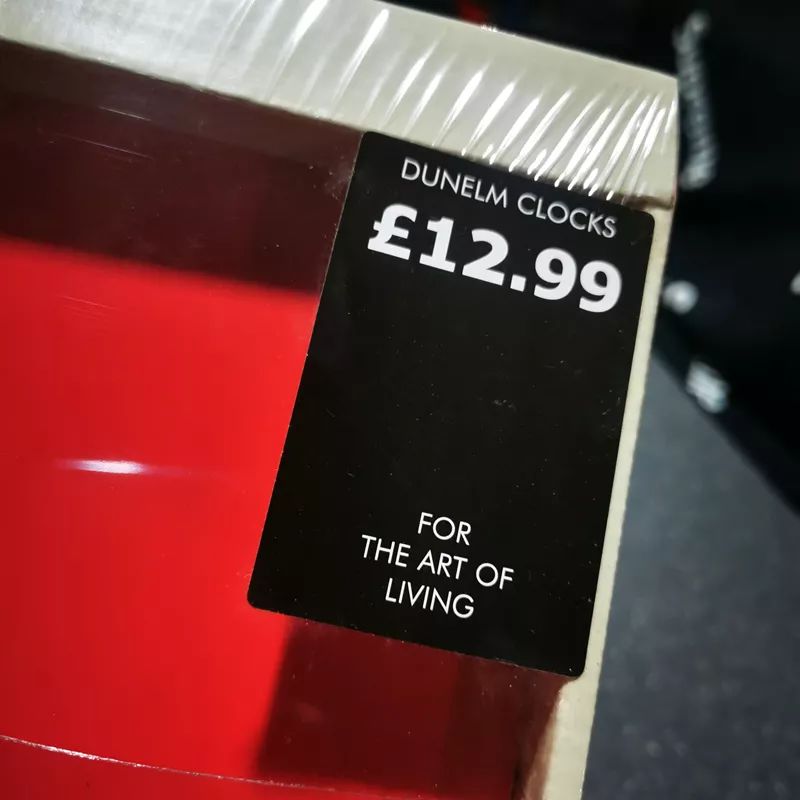 DUNELM CLOCKS
£12.99
FOR
THE ART OF
LIVING